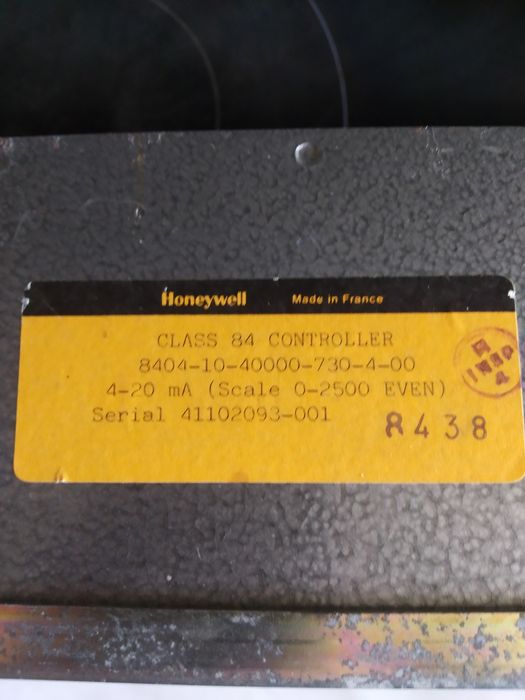 Honeywell Made in France
CLASS 84 CONTROLLER
8404-10-40000-730-4-00
4-20 mA (Scale 0-2500 EVEN)
Serial 41102093-001
8438